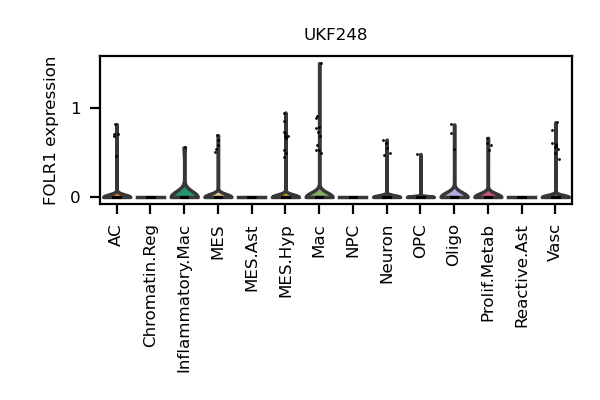 UKF248
FOLR1 expression
1
0
AC
Chromatin.Reg
Inflammatory.Mac
MES
MES.Ast
MES.Hyp
Mac
NPC
Neuron
OPC
Oligo
Prolif.Metab
Reactive.Ast
Vasc